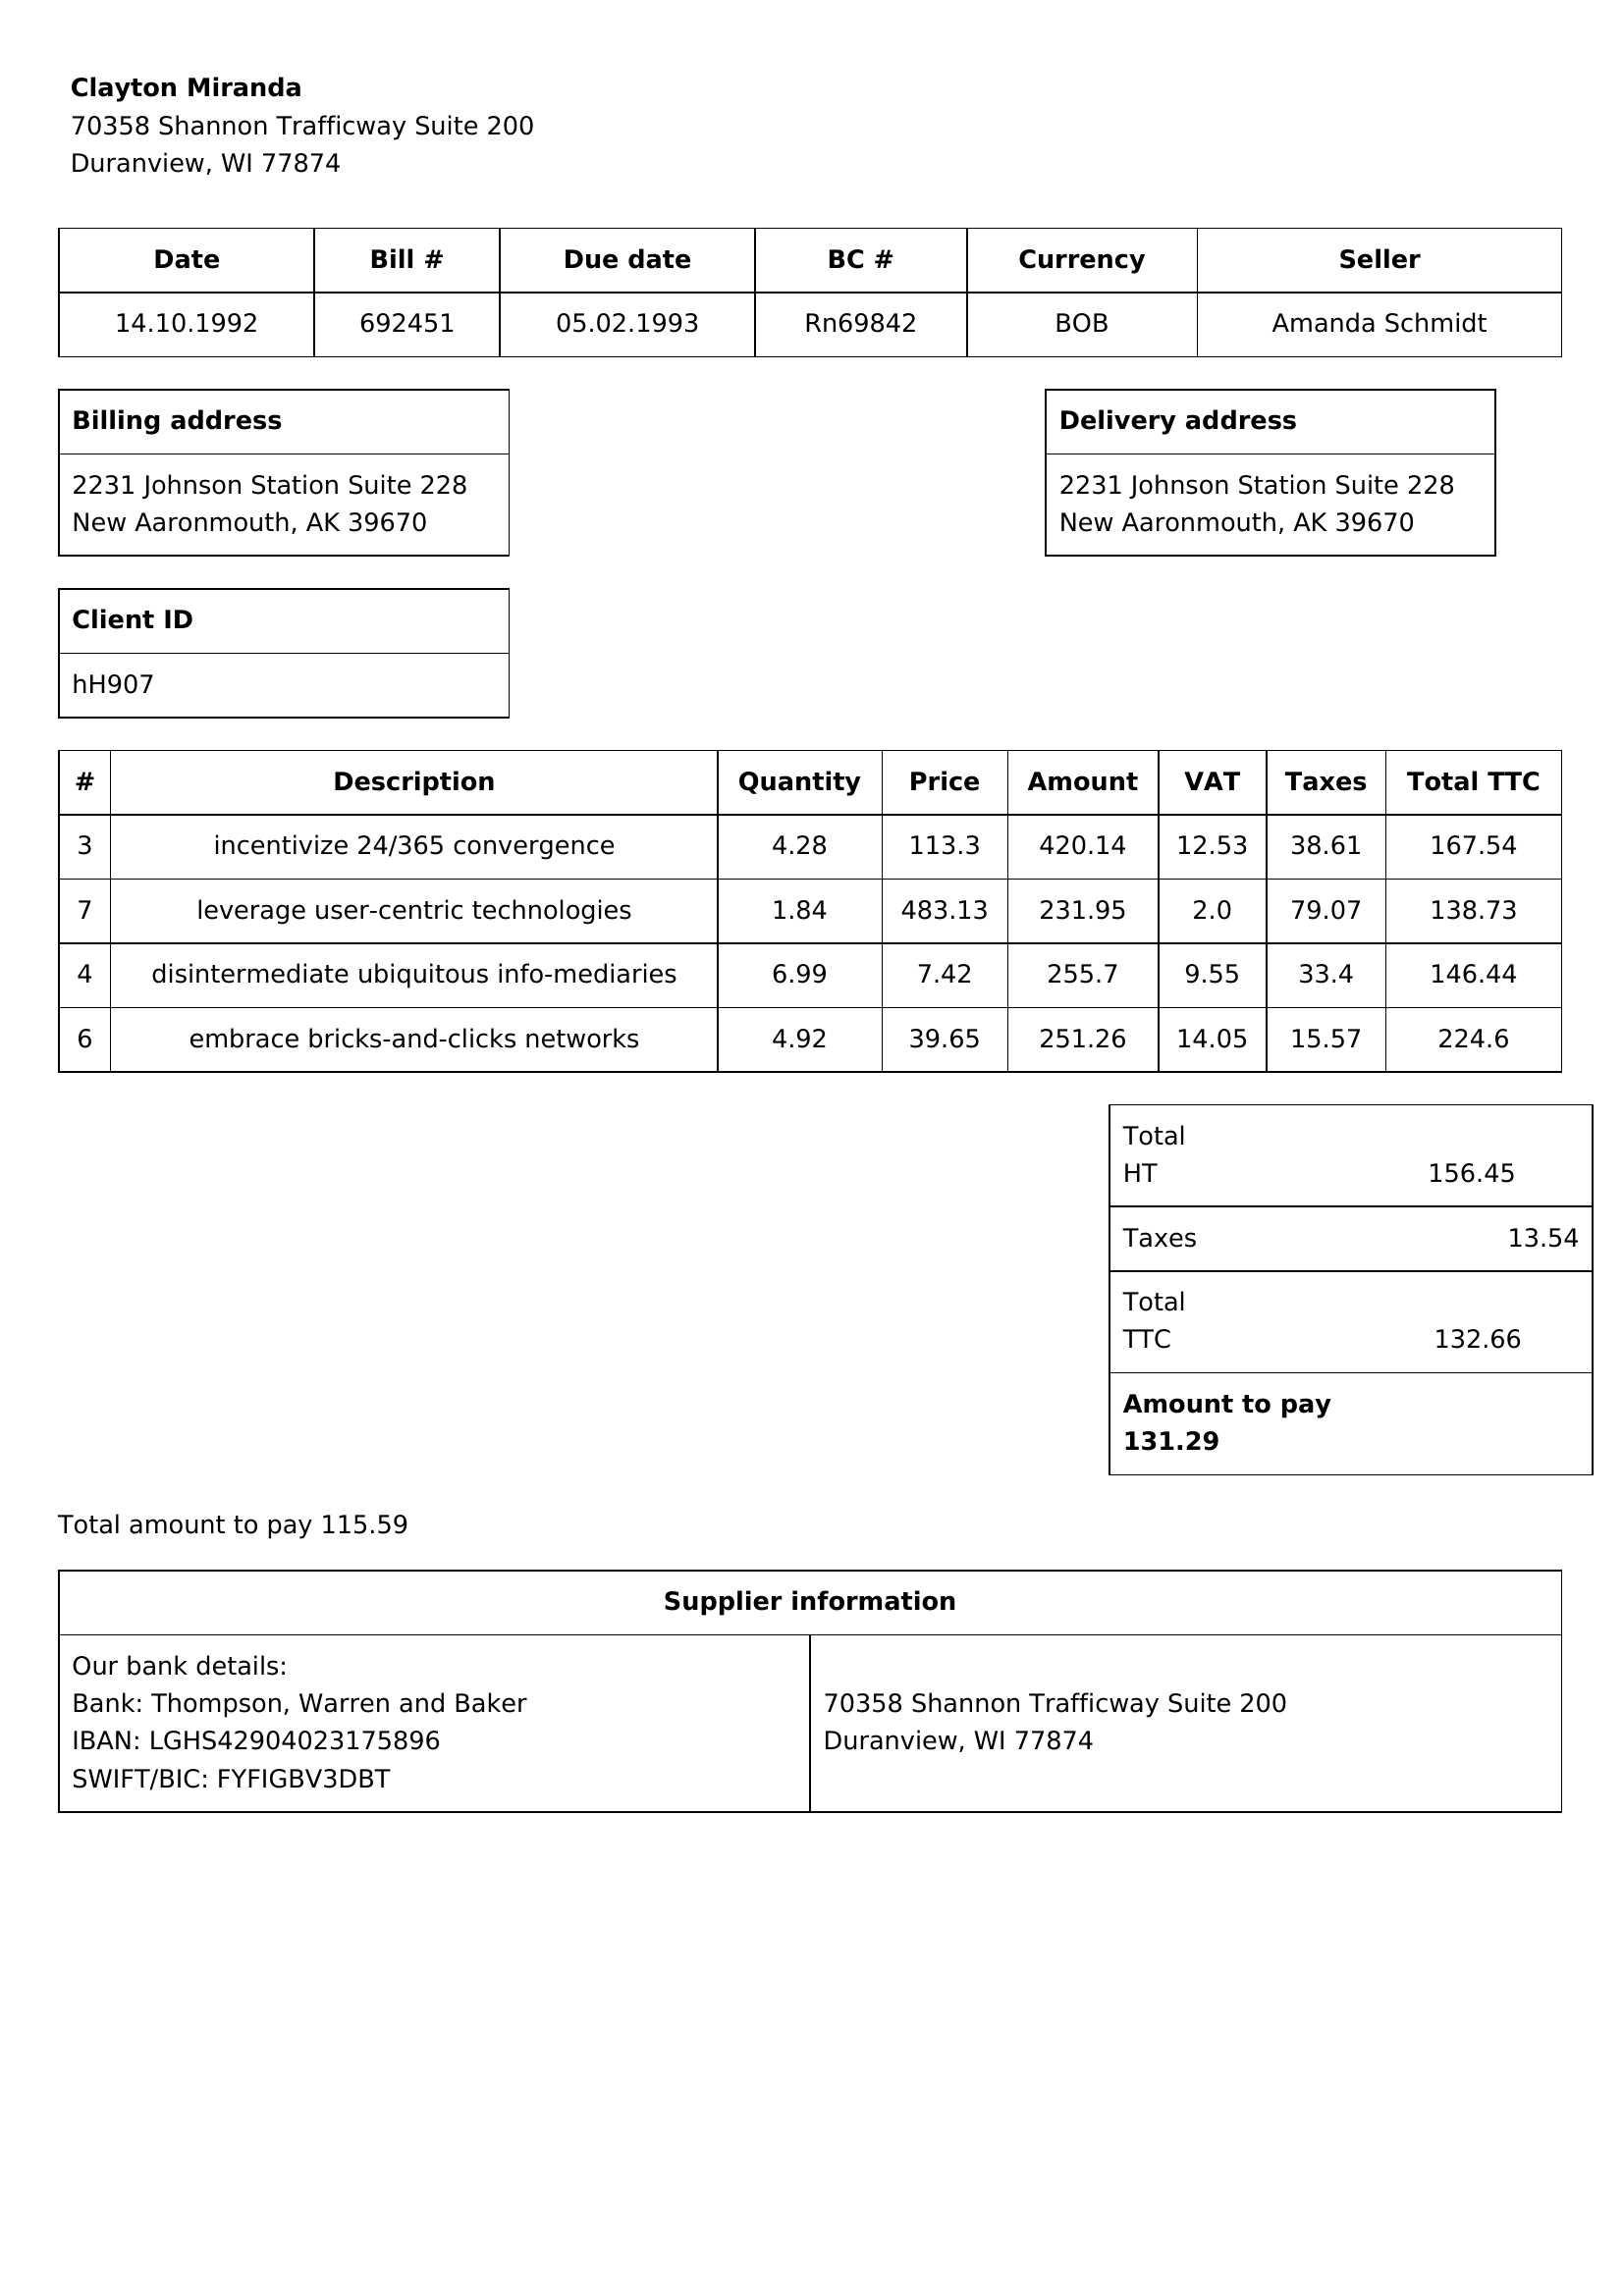 Clayton Miranda
70358 Shannon Trafficway Suite 200
Duranview, WI 77874
Date Bill # Due date BC # Currency Seller
14.10.1992 692451 05.02.1993 Rn69842 BOB Amanda Schmidt
Billing address
2231 Johnson Station Suite 228
New Aaronmouth, AK 39670
Delivery address
2231 Johnson Station Suite 228
New Aaronmouth, AK 39670
Client ID
hH907
# Description Quantity Price Amount VAT Taxes Total TTC
3 incentivize 24/365 convergence 4.28 113.3 420.14 12.53 38.61 167.54
7 leverage user-centric technologies 1.84 483.13 231.95 2.0 79.07 138.73
4 disintermediate ubiquitous info-mediaries 6.99 7.42 255.7 9.55 33.4 146.44
6 embrace bricks-and-clicks networks 4.92 39.65 251.26 14.05 15.57 224.6
Total
HT 156.45
Taxes 13.54
Total
TTC 132.66
Amount to pay
131.29
Total amount to pay 115.59
Supplier information
Our bank details:
Bank: Thompson, Warren and Baker
IBAN: LGHS42904023175896
SWIFT/BIC: FYFIGBV3DBT
70358 Shannon Trafficway Suite 200
Duranview, WI 77874